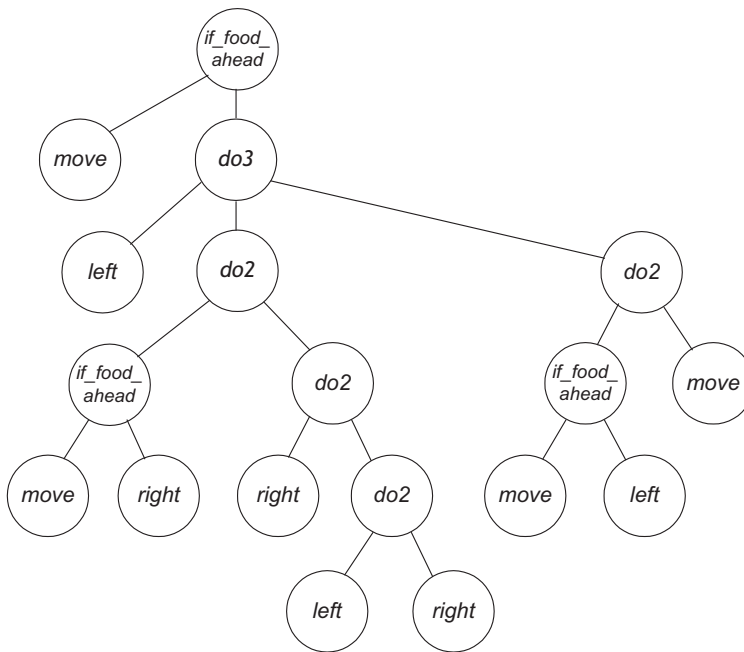 if_food_
ahead
move
do3
left
do2
do2
if_food_
ahead
do2
if_food_
ahead
move
move
right
right
do2
move
left
left
right